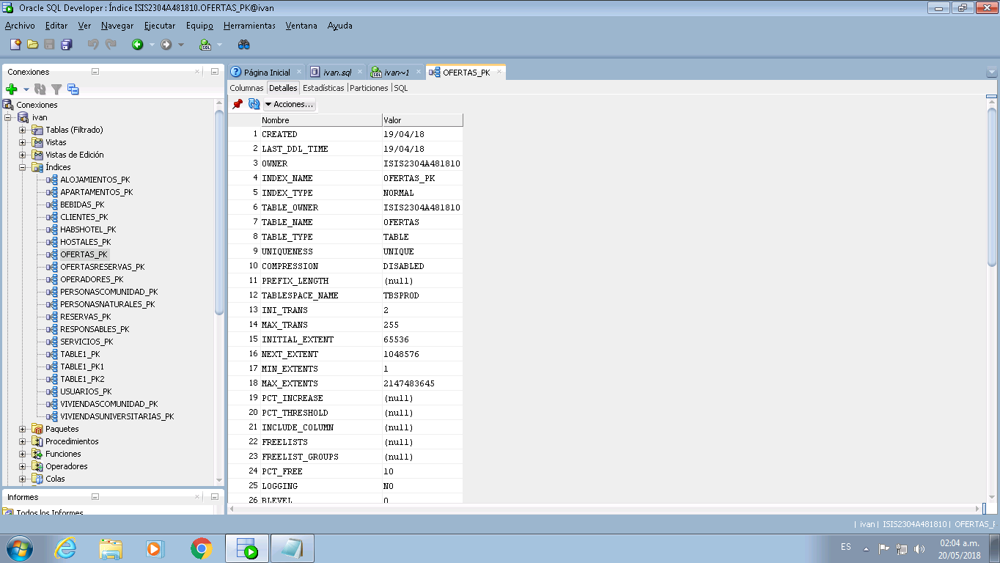 Oracle SQL Developer : Índice ISIS2304A481810.OFERTAS_PK@ivan
Archivo Editar Ver Navegar Ejecutar Equipo Herramientas Ventana Ayuda
Conexiones
Conexiones
ivan
Tablas (Filtrado)
Vistas
Vistas de Edición
Índices
ALOJAMIENTOS_PK
APARTAMENTOS_PK
BEBIDAS_PK
CLIENTES_PK
HABSHOTEL_PK
HOSTALES_PK
OFERTAS_PK
OFERTASRESERVAS_PK
OPERADORES_PK
PERSONASCOMUNIDAD_PK
PERSONASNATURALES_PK
RESERVAS_PK
RESPONSABLES_PK
SERVICIOS_PK
TABLE1_PK
TABLE1_PK1
TABLE1_PK2
USUARIOS_PK
VIVIENDASCOMUNIDAD_PK
VIVIENDASUNIVERSITARIAS_PK
Paquetes
Procedimientos
Funciones
Operadores
Colas
Informes
Todos los Informes
Página Inicial ivan.sql ivan~1 OFERTAS_PK
Columnas Detalles Estadísticas Particiones SQL
Acciones...
Nombre Valor
1 CREATED 19/04/18
2 LAST_DDL_TIME 19/04/18
3 OWNER ISIS2304A481810
4 INDEX_NAME OFERTAS_PK
5 INDEX_TYPE NORMAL
6 TABLE_OWNER ISIS2304A481810
7 TABLE_NAME OFERTAS
8 TABLE_TYPE TABLE
9 UNIQUENESS UNIQUE
10 COMPRESSION DISABLED
11 PREFIX_LENGTH (null)
12 TABLESPACE_NAME TBSPROD
13 INI_TRANS 2
14 MAX_TRANS 255
15 INITIAL_EXTENT 65536
16 NEXT_EXTENT 1048576
17 MIN_EXTENTS 1
18 MAX_EXTENTS 2147483645
19 PCT_INCREASE (null)
20 PCT_THRESHOLD (null)
21 INCLUDE_COLUMN (null)
22 FREELISTS (null)
23 FREELIST_GROUPS (null)
24 PCT_FREE 10
25 LOGGING NO
26 BLEVEL 0
| ivan | ISIS2304A481810 | OFERTAS_P
ES
02:04 a.m.
20/05/2018